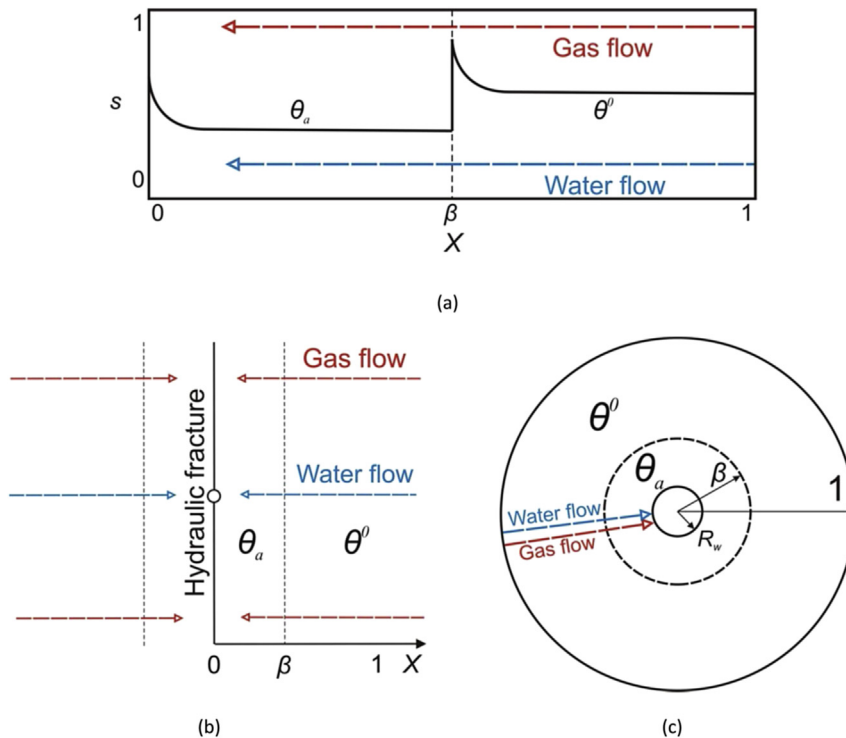 1
Gas flow
s
θa
θ0
0
Water flow
0
β
1
X
(a)
Gas flow
Hydraulic fracture
Water flow
θa
θ0
0
β
1
X
(b)
θ0
θa
β
1
Water flow
Gas flow
Rw
(c)